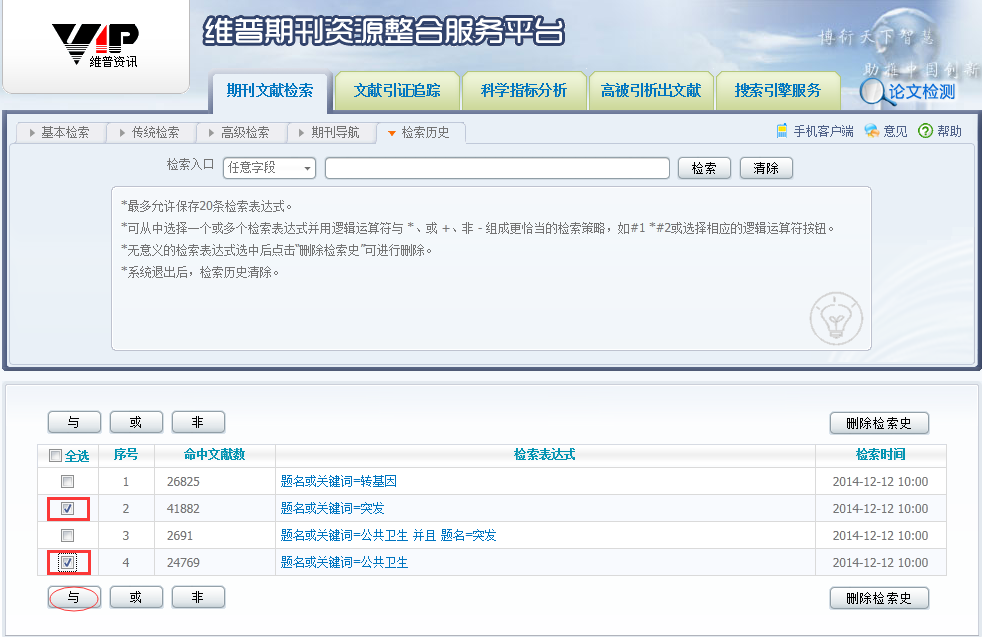 VIP
维普资讯
维普期刊资源整合服务平台
博衍天下智慧
助推中国创新
期刊文献检索 文献引证追踪 科学指标分析 高被引析出文献 搜索引擎服务 论文检测
基本检索 传统检索 高级检索 期刊导航 检索历史 手机客户端 意见 帮助
检索入口 任意字段 检索 清除
*最多允许保存20条检索表达式。
*可从中选择一个或多个检索表达式并用逻辑运算符与 *、或 +、非 - 组成更恰当的检索策略，如#1 *#2或选择相应的逻辑运算符按钮。
*无意义的检索表达式选中后点击"删除检索史"可进行删除。
*系统退出后，检索历史清除。
与 或 非 删除检索史
全选 序号 命中文献数 检索表达式 检索时间
1 26825 题名或关键词=转基因 2014-12-12 10:00
2 41882 题名或关键词=突发 2014-12-12 10:00
3 2691 题名或关键词=公共卫生 并且 题名=突发 2014-12-12 10:00
4 24769 题名或关键词=公共卫生 2014-12-12 10:00
与 或 非 删除检索史